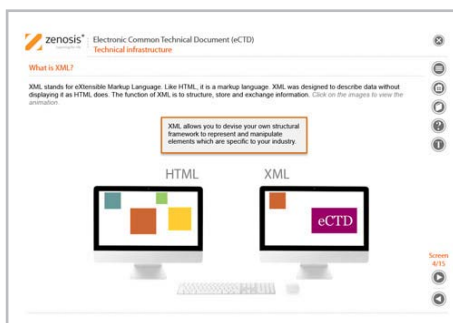 zenosis
Electronic Common Technical Document (eCTD)
Technical infrastructure
What is XML?
XML stands for eXtensible Markup Language. Like HTML, it is a markup language. XML was designed to describe data without
displaying it as HTML does. The function of XML is to structure, store and exchange information. Click on the images to view the
animation
XML allows you to devise your own structural
framework to represent and manipulate
elements which are specific to your industry.
HTML
XML
eCTD
Screen
4/15